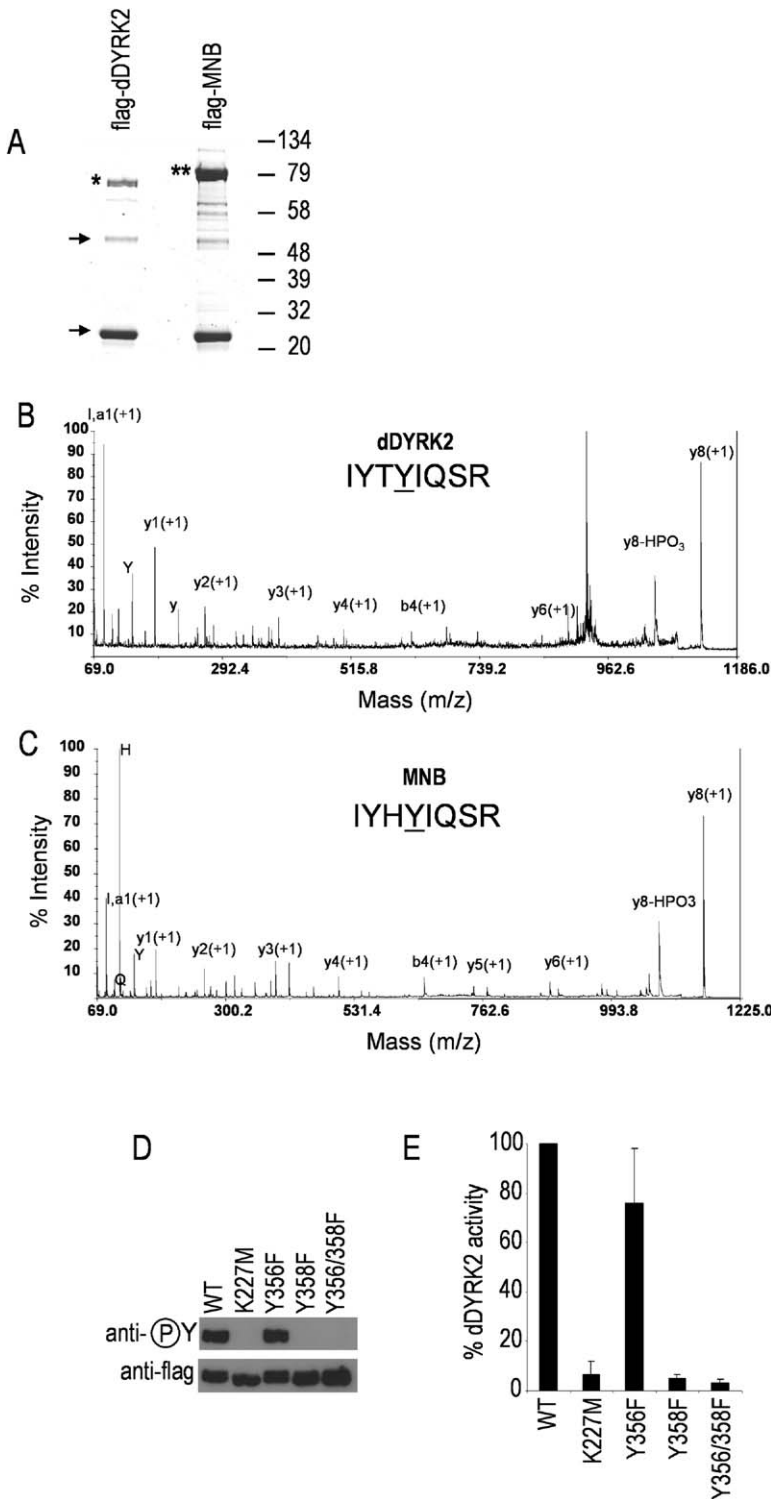 A
flag-dDYRK2
flag-MNB
*
**
134
79
58
48
39
32
20
B
I,a1(+1)
100
90
80
70
60
50
40
30
20
10
% Intensity
dDYRK2
IYTYIQSR
Y
y1(+1)
y
y2(+1)
y3(+1)
y4(+1)
b4(+1)
y6(+1)
y8-HPO3
y8(+1)
69.0 292.4 515.8 739.2 962.6 1186.0
Mass (m/z)
C
100
90
80
70
60
50
40
30
20
10
% Intensity
H
MNB
IYHYIQSR
I,a1(+1)
Q
Y
y1(+1)
y2(+1)
y3(+1)
y4(+1)
b4(+1)
y5(+1)
y6(+1)
y8-HPO3
y8(+1)
69.0 300.2 531.4 762.6 993.8 1225.0
Mass (m/z)
D
WT
K227M
Y356F
Y358F
Y356/358F
anti-PY
anti-flag
E
% dDYRK2 activity
100
80
60
40
20
0
WT
K227M
Y356F
Y358F
Y356/358F